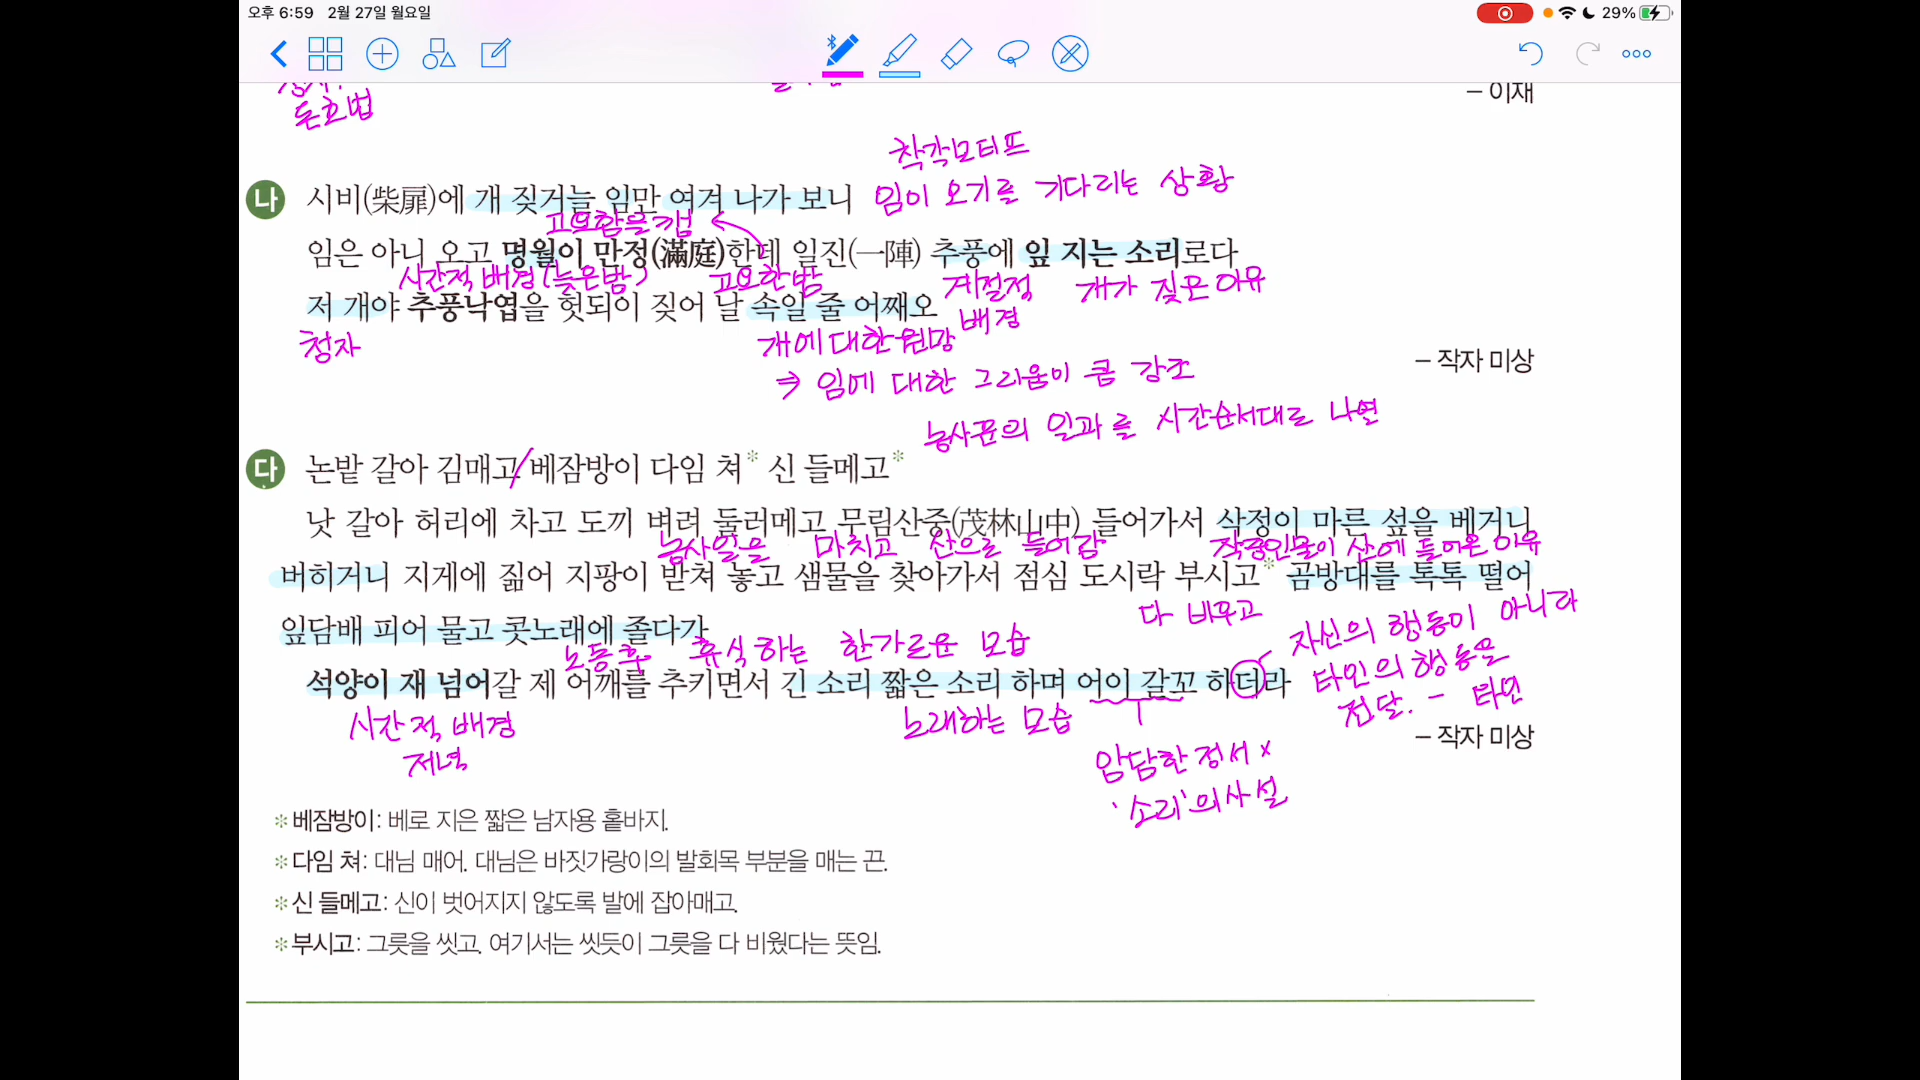 오후 6:59 2월 27일 월요일
29%
돈호법
– 이재
착각모티프
나 시비(柴扉)에 개 짖거늘 임만 여겨 나가 보니 임이 오기를 기다리는 상황
고요함을 깸
임은 아니 오고 명월이 만정(滿庭)한데 일진(一陣) 추풍에 잎 지는 소리로다
시간적 배경(늦은밤) 고요한 밤 계절적 배경 개가 짖은 이유
저 개야 추풍낙엽을 헛되이 짖어 날 속일 줄 어째오
청자 개에 대한 원망
– 작자 미상
⇒ 임에 대한 그리움이 큼 강조
농사꾼의 일과를 시간순서대로 나열
다 논밭 갈아 김매고/베잠방이 다임 쳐* 신 들메고*
낫 갈아 허리에 차고 도끼 벼려 둘러메고 무림산중(茂林山中) 들어가서 삭정이 마른 섶을 베거니
농사일을 마치고 산으로 들어감 작중인물이 산에 들어온 이유
버히거니 지게에 짊어 지팡이 받쳐 놓고 샘물을 찾아가서 점심 도시락 부시고* 곰방대를 톡톡 떨어
다 비우고
잎담배 피어 물고 콧노래에 졸다가
노동 후 휴식하는 한가로운 모습
자신의 행동이 아니라
타인의 행동을
전달. – 타인
석양이 재 넘어갈 제 어깨를 추키면서 긴 소리 짧은 소리 하며 어이 갈꼬 하더라
시간적 배경
저녁
노래하는 모습
– 작자 미상
암담한 정서 x
'소리'의 사설
*베잠방이: 베로 지은 짧은 남자용 홑바지.
*다임 쳐: 대님 매어. 대님은 바짓가랑이의 발회목 부분을 매는 끈.
*신 들메고: 신이 벗어지지 않도록 발에 잡아매고.
*부시고: 그릇을 씻고. 여기서는 씻듯이 그릇을 다 비웠다는 뜻임.